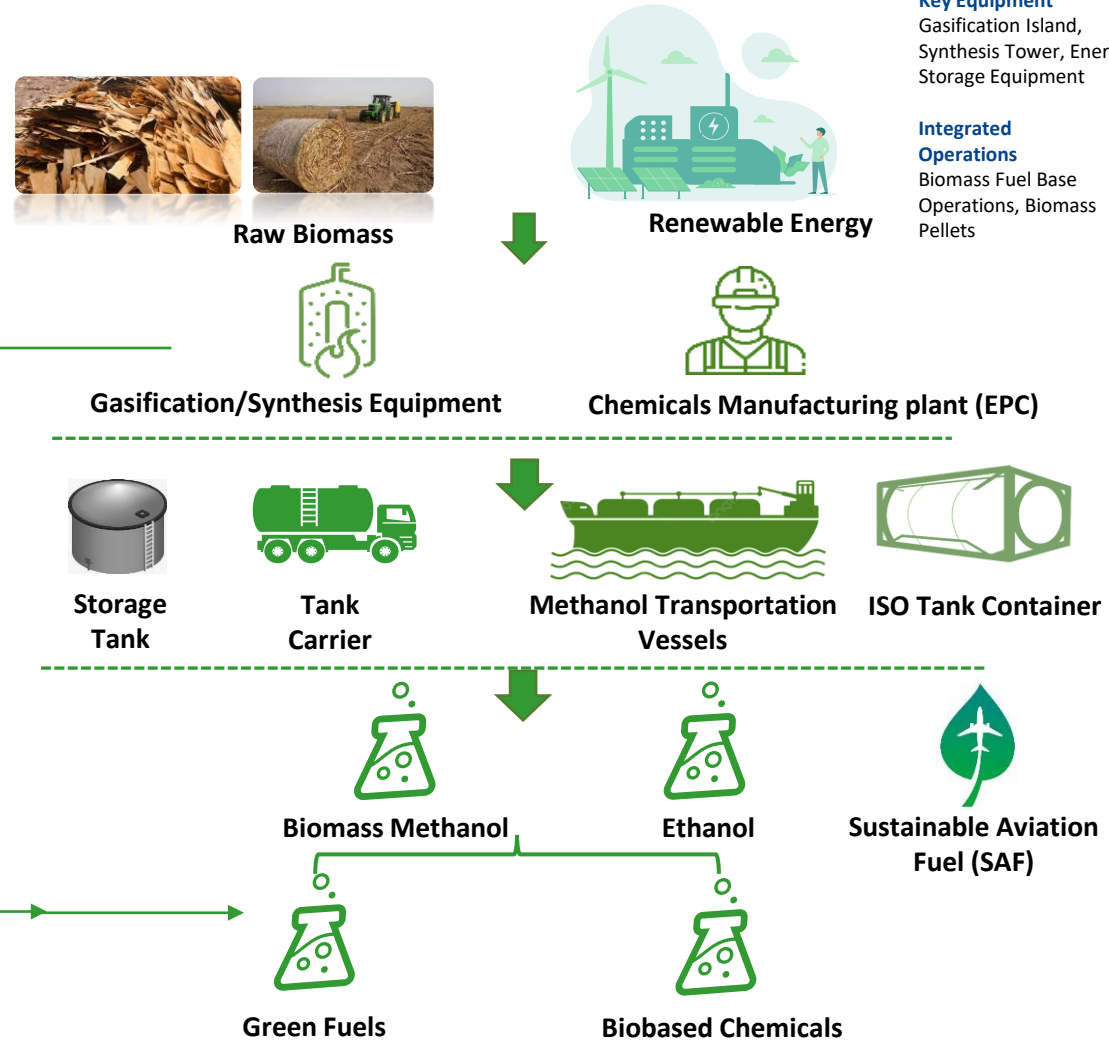 Key Equipment
Gasification Island,
Synthesis Tower, Ener
Storage Equipment
Integrated
Operations
Biomass Fuel Base
Operations, Biomass
Pellets
Raw Biomass
Renewable Energy
Gasification/Synthesis Equipment
Chemicals Manufacturing plant (EPC)
Storage
Tank
Tank
Carrier
Methanol Transportation
Vessels
ISO Tank Container
Biomass Methanol
Ethanol
Sustainable Aviation
Fuel (SAF)
Green Fuels
Biobased Chemicals